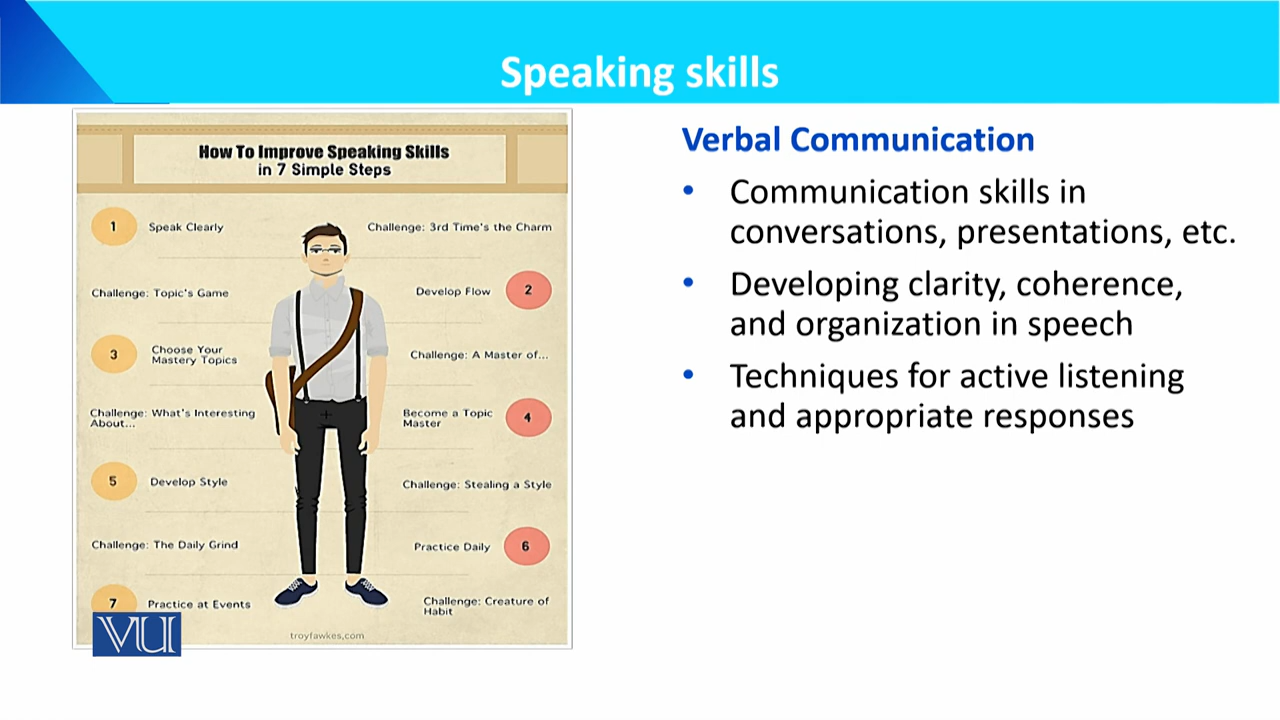 Speaking skills
How To Improve Speaking Skills
in 7 Simple Steps
1 Speak Clearly
Challenge: 3rd Time's the Charm
Challenge: Topic's Game
Develop Flow 2
3 Choose Your
Mastery Topics
Challenge: A Master of...
Challenge: What's Interesting
About...
Become a Topic
Master 4
5 Develop Style
Challenge: Stealing a Style
Challenge: The Daily Grind
Practice Daily 6
7 Practice at Events
Challenge: Creature of
Habit
troyfawkes.com
VU
Verbal Communication
• Communication skills in
conversations, presentations, etc.
• Developing clarity, coherence,
and organization in speech
• Techniques for active listening
and appropriate responses